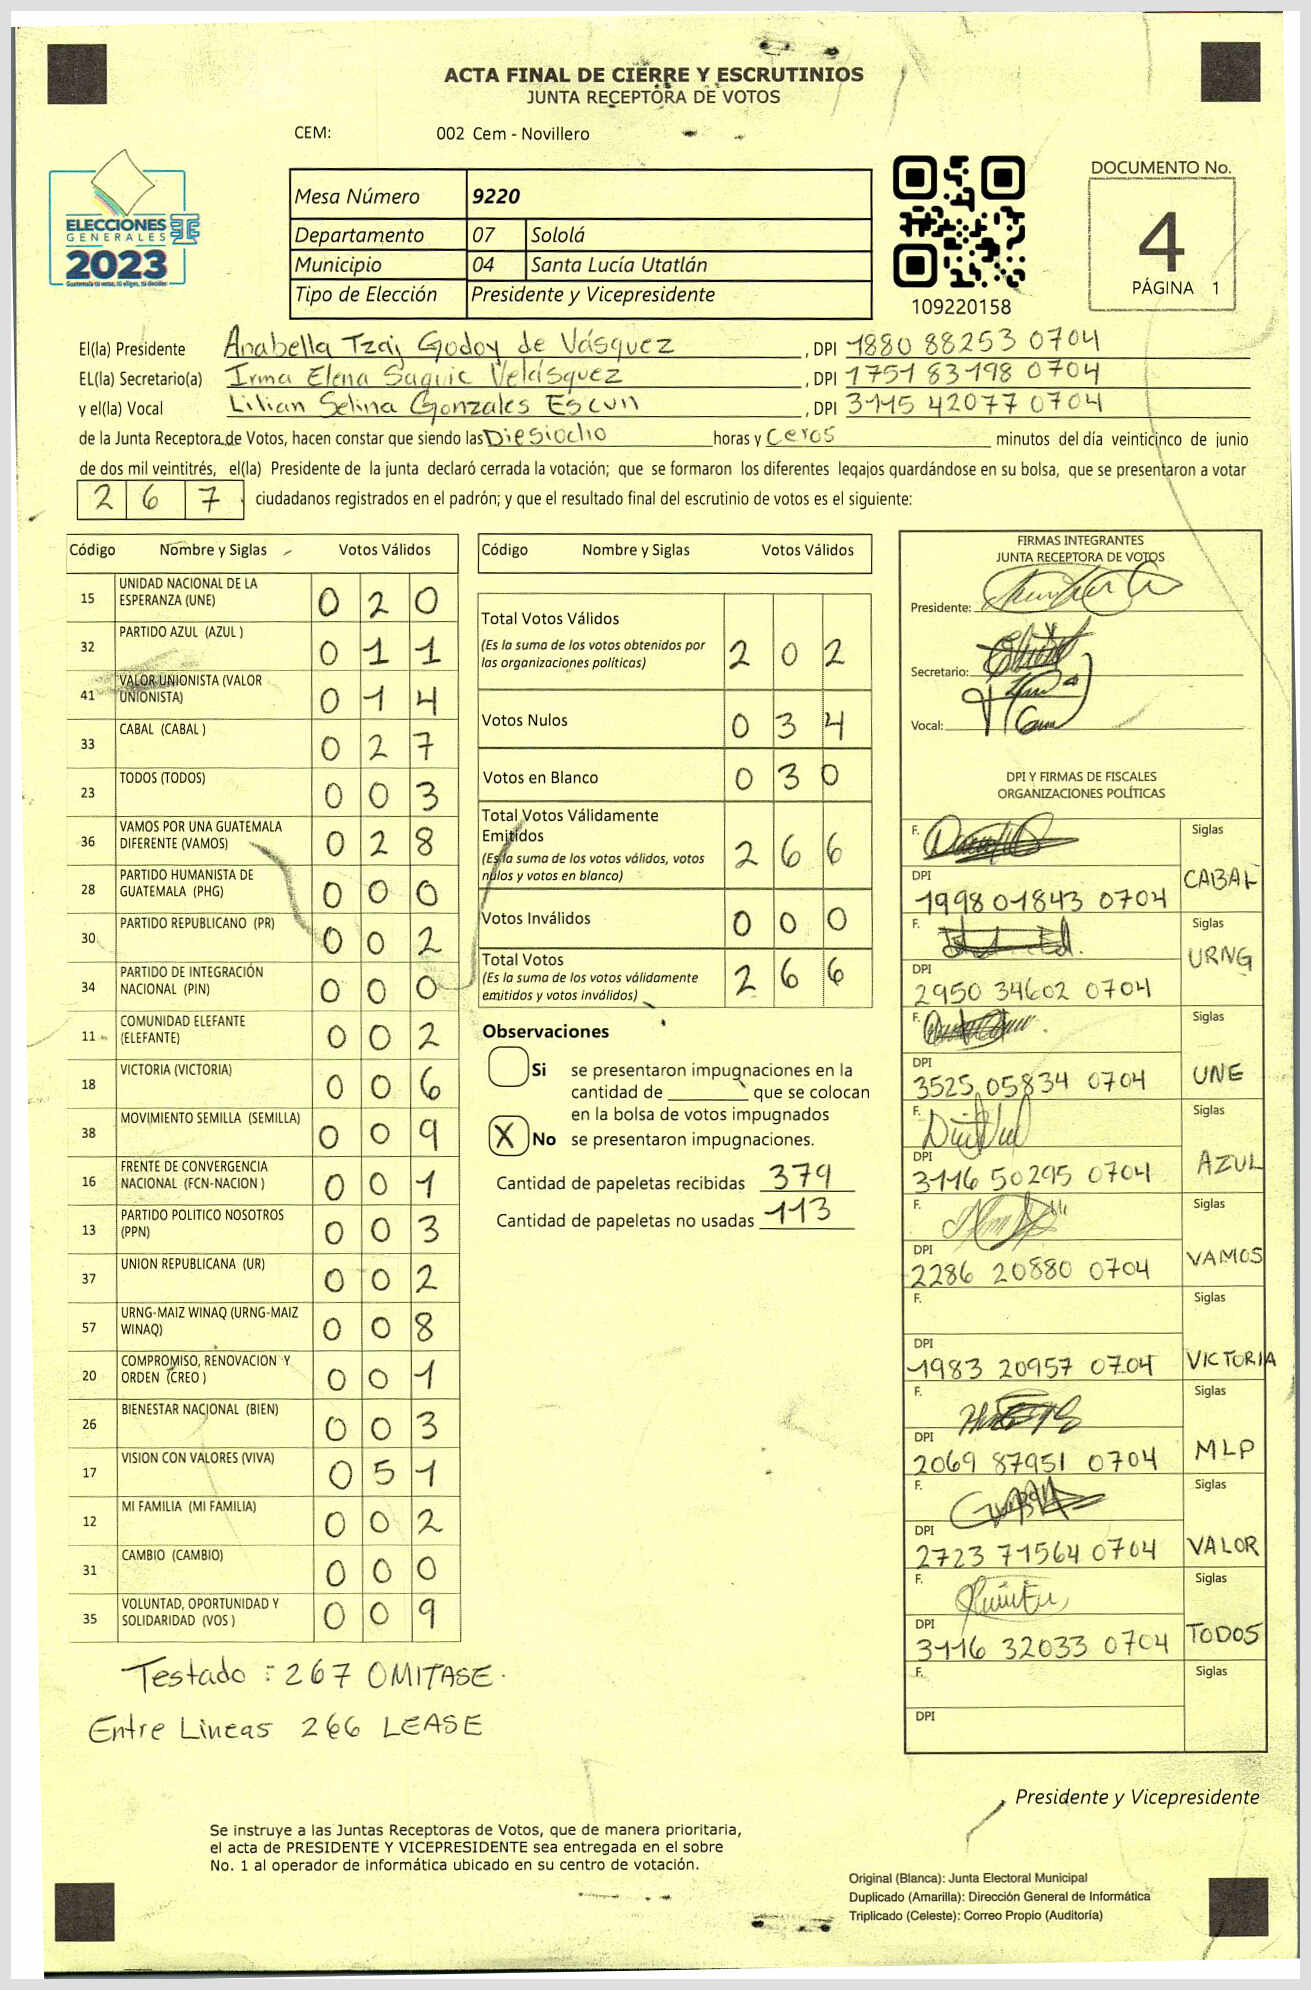 ACTA FINAL DE CIERRE Y ESCRUTINIOS
JUNTA RECEPTORA DE VOTOS
CEM: 002 Cem - Novillero
ELECCIONES
GENERALES
2023
Guatemala tú votas, tú eliges, tú decides
Mesa Número 9220
Departamento 07 Sololá
Municipio 04 Santa Lucía Utatlán
Tipo de Elección Presidente y Vicepresidente
109220158
DOCUMENTO No.
4
PÁGINA 1
El(la) Presidente Anabella Tzaj Godoy de Vásquez, DPI 1880 88253 0704
EL(la) Secretario(a) Irma Elena Saquic Velásquez, DPI 1751 83198 0704
y el(la) Vocal Lilian Selina Gonzales Escun, DPI 3115 42077 0704
de la Junta Receptora de Votos, hacen constar que siendo las Diesiocho horas y Ceros minutos del día veinticinco de junio
de dos mil veintitrés, el(la) Presidente de la junta declaró cerrada la votación; que se formaron los diferentes legajos guardándose en su bolsa, que se presentaron a votar
267 ciudadanos registrados en el padrón; y que el resultado final del escrutinio de votos es el siguiente:
Código Nombre y Siglas Votos Válidos
15 UNIDAD NACIONAL DE LA ESPERANZA (UNE) 0 2 0
32 PARTIDO AZUL (AZUL ) 0 1 1
41 VALOR UNIONISTA (VALOR UNIONISTA) 0 1 4
33 CABAL (CABAL ) 0 2 7
23 TODOS (TODOS) 0 0 3
36 VAMOS POR UNA GUATEMALA DIFERENTE (VAMOS) 0 2 8
28 PARTIDO HUMANISTA DE GUATEMALA (PHG) 0 0 0
30 PARTIDO REPUBLICANO (PR) 0 0 2
34 PARTIDO DE INTEGRACIÓN NACIONAL (PIN) 0 0 0
11 COMUNIDAD ELEFANTE (ELEFANTE) 0 0 2
18 VICTORIA (VICTORIA) 0 0 6
38 MOVIMIENTO SEMILLA (SEMILLA) 0 0 9
16 FRENTE DE CONVERGENCIA NACIONAL (FCN-NACION ) 0 0 1
13 PARTIDO POLITICO NOSOTROS (PPN) 0 0 3
37 UNION REPUBLICANA (UR) 0 0 2
57 URNG-MAIZ WINAQ (URNG-MAIZ WINAQ) 0 0 8
20 COMPROMISO, RENOVACION Y ORDEN (CREO ) 0 0 1
26 BIENESTAR NACIONAL (BIEN) 0 0 3
17 VISION CON VALORES (VIVA) 0 5 1
12 MI FAMILIA (MI FAMILIA) 0 0 2
31 CAMBIO (CAMBIO) 0 0 0
35 VOLUNTAD, OPORTUNIDAD Y SOLIDARIDAD (VOS ) 0 0 9
Testado : 267 OMITASE.
Entre Lineas 266 LEASE
Código Nombre y Siglas Votos Válidos
Total Votos Válidos
(Es la suma de los votos obtenidos por las organizaciones políticas) 2 0 2
Votos Nulos 0 3 4
Votos en Blanco 0 3 0
Total Votos Válidamente Emitidos
(Es la suma de los votos válidos, votos nulos y votos en blanco) 2 6 6
Votos Inválidos 0 0 0
Total Votos
(Es la suma de los votos válidamente emitidos y votos inválidos) 2 6 6
Observaciones
Si se presentaron impugnaciones en la
cantidad de ________ que se colocan
en la bolsa de votos impugnados
X No se presentaron impugnaciones.
Cantidad de papeletas recibidas 379
Cantidad de papeletas no usadas 113
FIRMAS INTEGRANTES
JUNTA RECEPTORA DE VOTOS
Presidente:
Secretario:
Vocal:
DPI Y FIRMAS DE FISCALES
ORGANIZACIONES POLÍTICAS
F. Siglas
DPI 1998 01843 0704 CABAL
F. Siglas
DPI 2950 34602 0704 URNG
F. Siglas
DPI 3525 05834 0704 UNE
F. Siglas
DPI 3116 50295 0704 AZUL
F. Siglas
DPI 2286 20880 0704 VAMOS
F. Siglas
DPI 1983 20957 0704 VICTORIA
F. Siglas
DPI 2069 87951 0704 MLP
F. Siglas
DPI 2723 71564 0704 VALOR
F. Siglas
DPI 3116 32033 0704 TODOS
F. Siglas
DPI
Presidente y Vicepresidente
Se instruye a las Juntas Receptoras de Votos, que de manera prioritaria,
el acta de PRESIDENTE Y VICEPRESIDENTE sea entregada en el sobre
No. 1 al operador de informática ubicado en su centro de votación.
Original (Blanca): Junta Electoral Municipal
Duplicado (Amarilla): Dirección General de Informática
Triplicado (Celeste): Correo Propio (Auditoría)